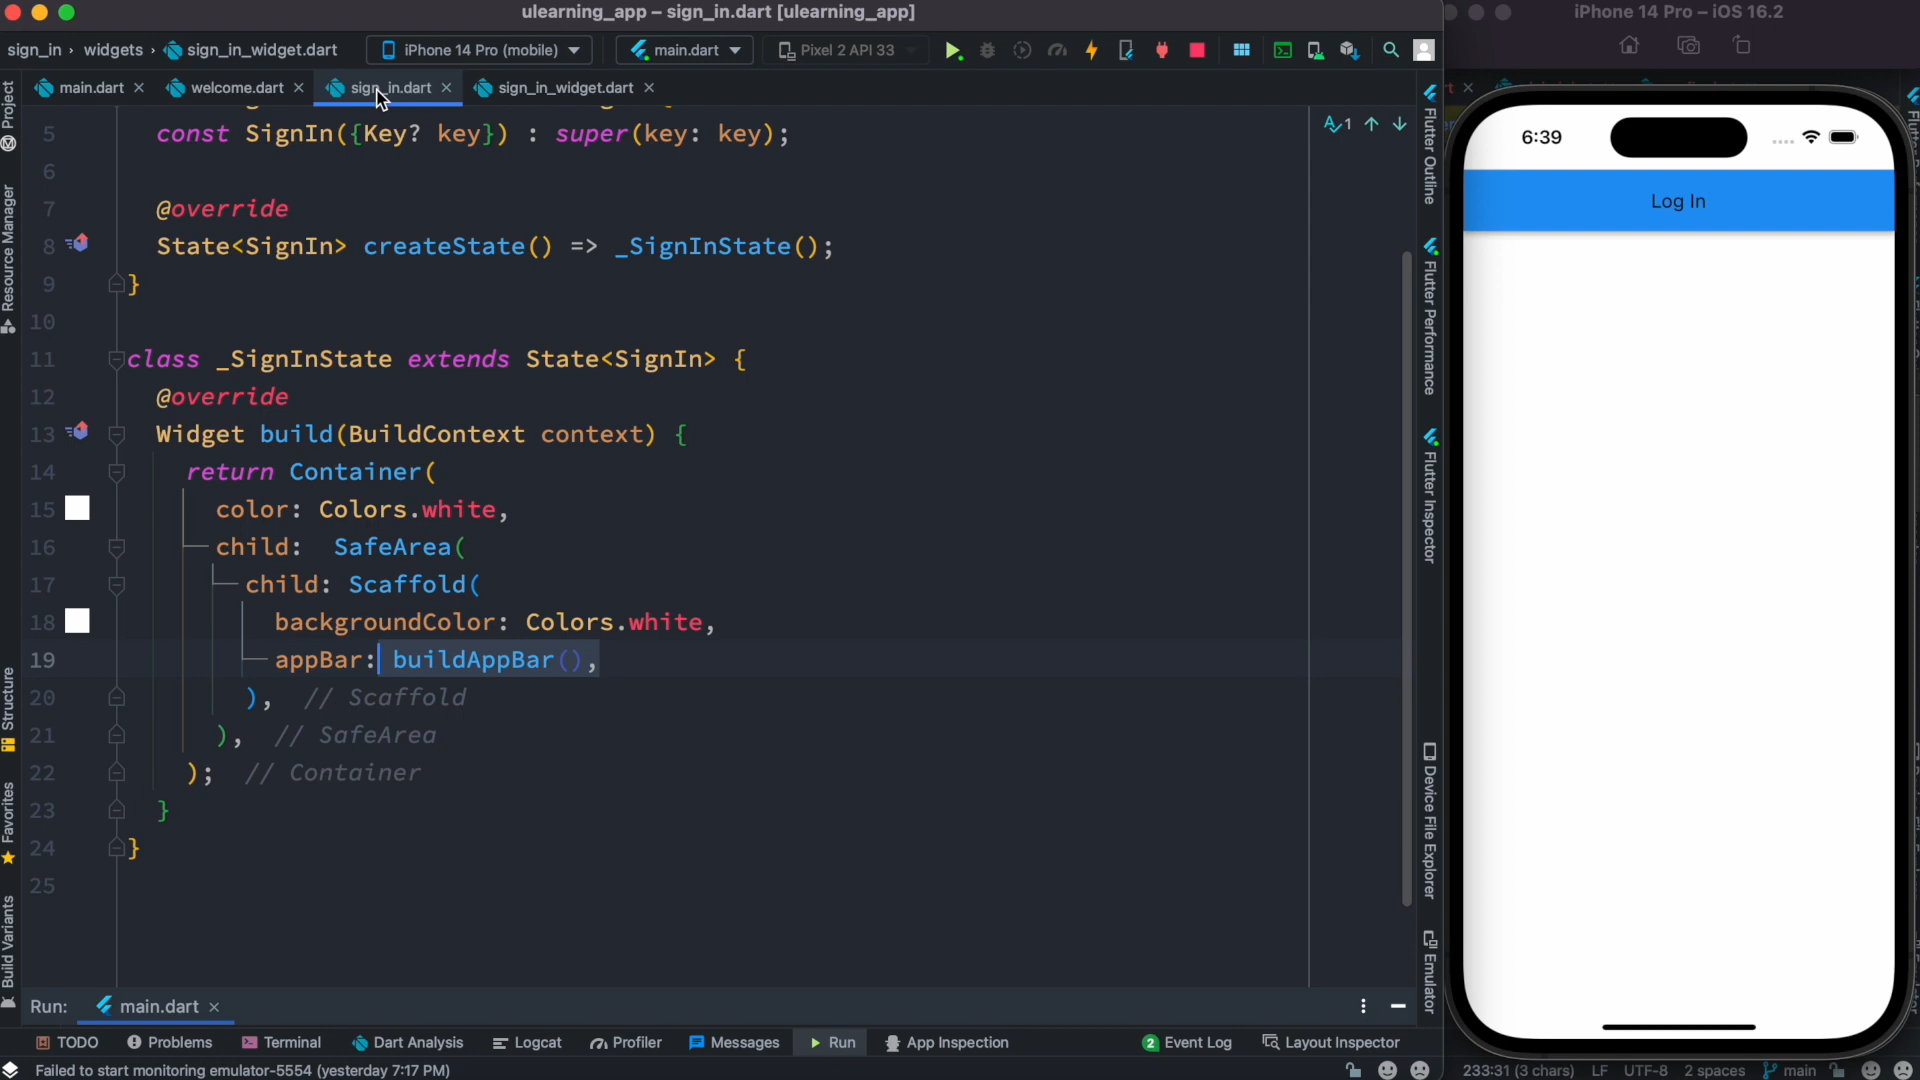 ulearning_app – sign_in.dart [ulearning_app]
iPhone 14 Pro – iOS 16.2
sign_in › widgets › sign_in_widget.dart
iPhone 14 Pro (mobile)
main.dart
Pixel 2 API 33
main.dart
welcome.dart
sign_in.dart
sign_in_widget.dart
5 const SignIn({Key? key}) : super(key: key);
6
7 @override
8 State<SignIn> createState() => _SignInState();
9 }
10
11 class _SignInState extends State<SignIn> {
12 @override
13 Widget build(BuildContext context) {
14 return Container(
15 color: Colors.white,
16 child:  SafeArea(
17 child: Scaffold(
18 backgroundColor: Colors.white,
19 appBar: buildAppBar(),
20 ), // Scaffold
21 ), // SafeArea
22 ); // Container
23 }
24 }
25
1
Project
Resource Manager
Structure
Favorites
Build Variants
Flutter Outline
Flutter Performance
Flutter Inspector
Device File Explorer
Emulator
6:39
Log In
Run: main.dart
TODO
Problems
Terminal
Dart Analysis
Logcat
Profiler
Messages
Run
App Inspection
2 Event Log
Layout Inspector
Failed to start monitoring emulator-5554 (yesterday 7:17 PM)
233:31 (3 chars) LF UTF-8 2 spaces main